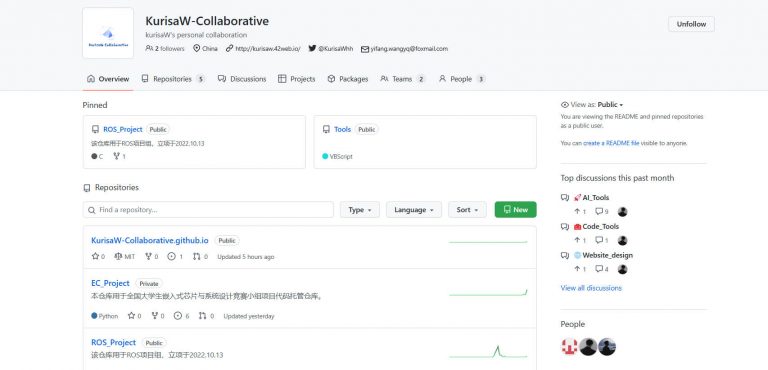 KurisaW-Collaborative
kurisaW's personal collaboration
2 followers China http://kurisaw.42web.io/ @KurisaWhh yifang.wangyq@foxmail.com
Unfollow
KurisaW Collaborative
Overview Repositories 5 Discussions Projects Packages Teams 2 People 3
Pinned
ROS_Project Public
该仓库用于ROS项目组，立项于2022.10.13
C 1
Tools Public
VBScript
Repositories
Find a repository...
Type Language Sort New
KurisaW-Collaborative.github.io Public
0 MIT 0 1 0 Updated 5 hours ago
EC_Project Private
本仓库用于全国大学生嵌入式芯片与系统设计竞赛小组项目代码托管仓库。
Python 0 0 6 0 Updated yesterday
ROS_Project Public
该仓库用于ROS项目组，立项于2022.10.13
View as: Public
You are viewing the README and pinned repositories
as a public user.
You can create a README file visible to anyone.
Top discussions this past month
AI_Tools
1 9
Code_Tools
1 1
Website_design
1 4
View all discussions
People